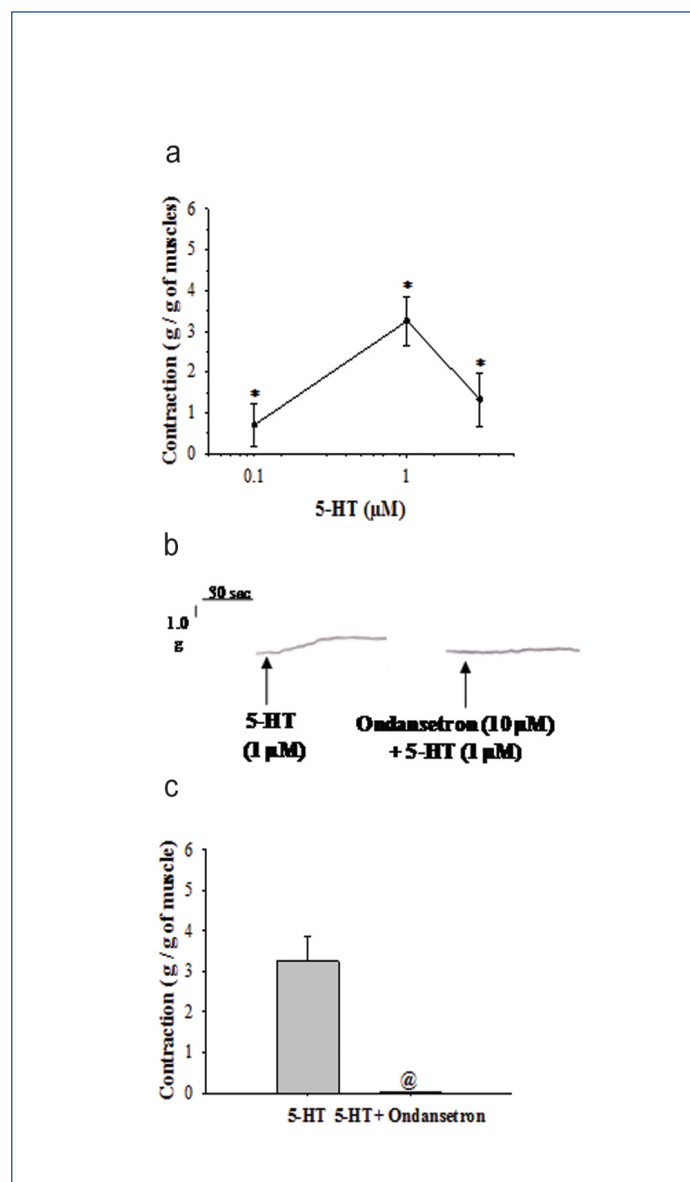 a
Contraction (g / g of muscles)
6
5
4
3
2
1
0
*
*
*
0.1
1
5-HT (µM)
b
30 sec
1.0
g
5-HT
(1 µM)
Ondansetron (10 µM)
+ 5-HT (1 µM)
c
Contraction (g / g of muscle)
6
5
4
3
2
1
0
@
5-HT 5-HT+ Ondansetron